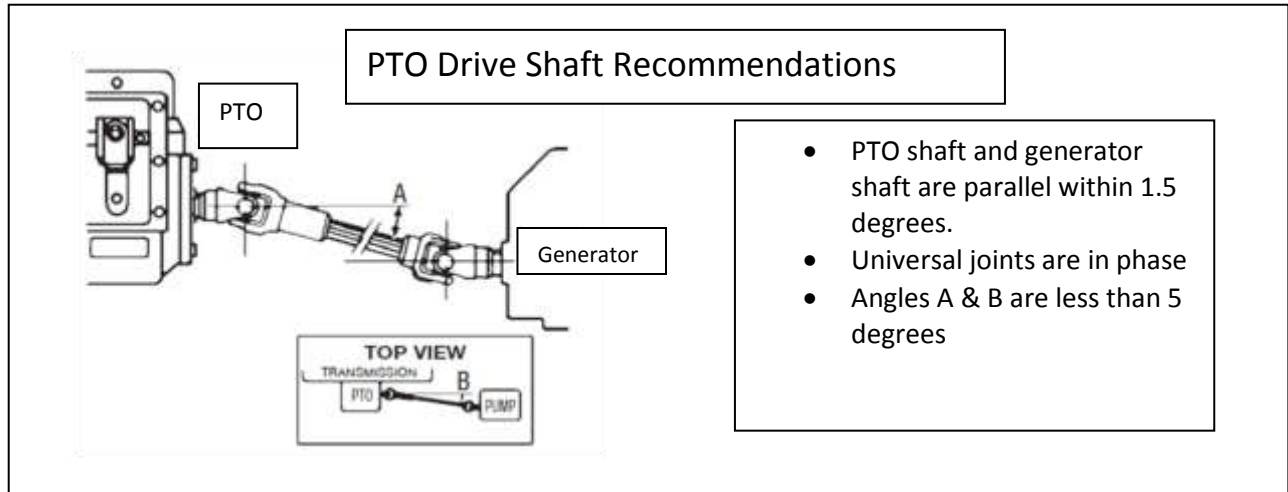 PTO Drive Shaft Recommendations
PTO
A
Generator
TOP VIEW
TRANSMISSION
B
PTO
PUMP
• PTO shaft and generator
shaft are parallel within 1.5
degrees.
• Universal joints are in phase
• Angles A & B are less than 5
degrees